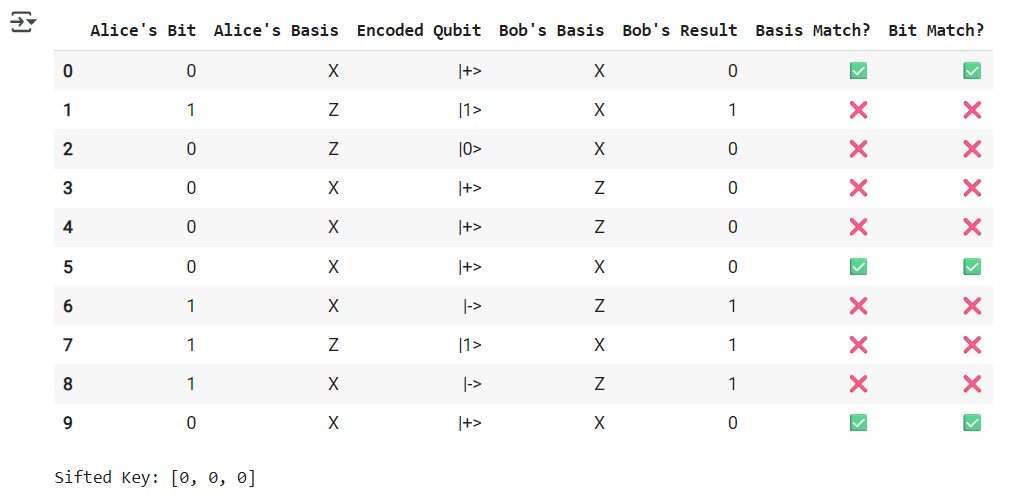 Alice's Bit Alice's Basis Encoded Qubit Bob's Basis Bob's Result Basis Match? Bit Match?
0 0 X |+> X 0 ✅ ✅
1 1 Z |1> X 1 ❌ ❌
2 0 Z |0> X 0 ❌ ❌
3 0 X |+> Z 0 ❌ ❌
4 0 X |+> Z 0 ❌ ❌
5 0 X |+> X 0 ✅ ✅
6 1 X |-> Z 1 ❌ ❌
7 1 Z |1> X 1 ❌ ❌
8 1 X |-> Z 1 ❌ ❌
9 0 X |+> X 0 ✅ ✅
Sifted Key: [0, 0, 0]